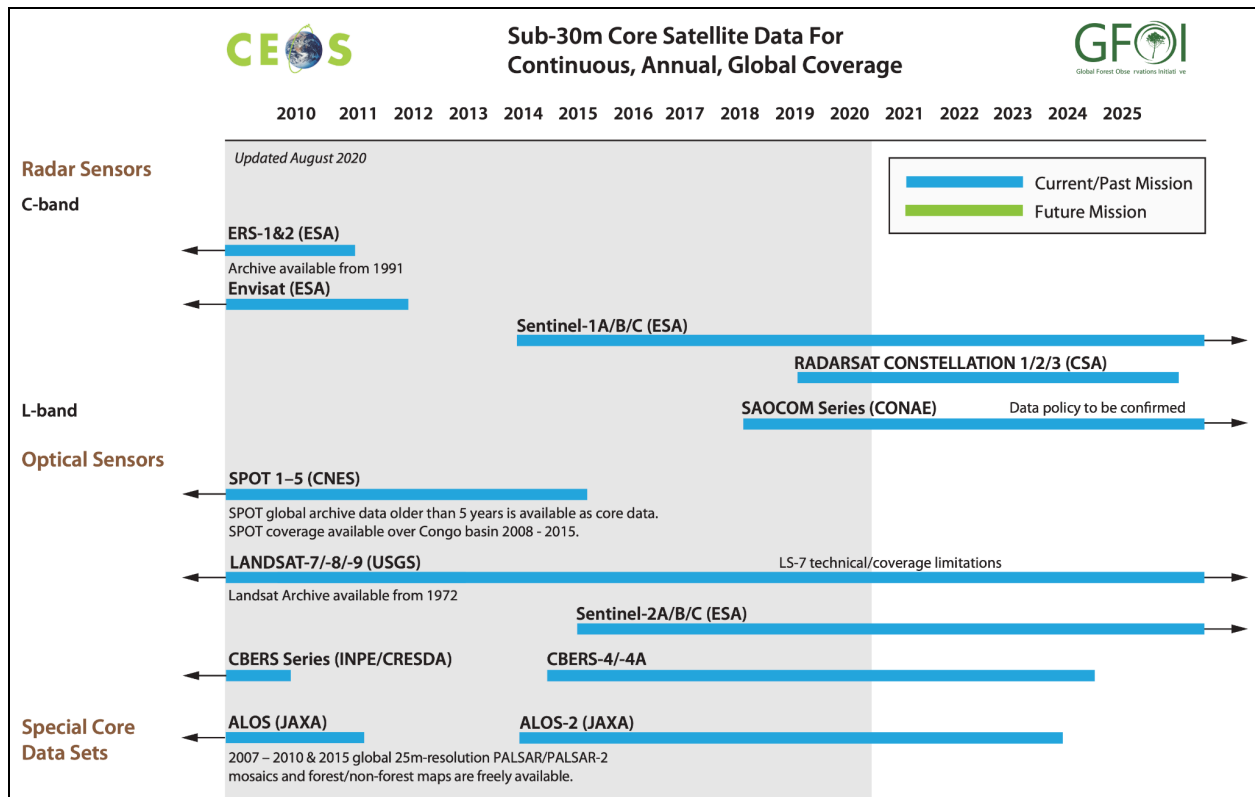 CEOS
Sub-30m Core Satellite Data For
Continuous, Annual, Global Coverage
GFOI
Global Forest Obse rvations Initiati ve
2010 2011 2012 2013 2014 2015 2016 2017 2018 2019 2020 2021 2022 2023 2024 2025
Updated August 2020
Radar Sensors
Current/Past Mission
Future Mission
C-band
ERS-1&2 (ESA)
Archive available from 1991
Envisat (ESA)
Sentinel-1A/B/C (ESA)
RADARSAT CONSTELLATION 1/2/3 (CSA)
L-band
SAOCOM Series (CONAE)
Data policy to be confirmed
Optical Sensors
SPOT 1–5 (CNES)
SPOT global archive data older than 5 years is available as core data.
SPOT coverage available over Congo basin 2008 - 2015.
LANDSAT-7/-8/-9 (USGS)
LS-7 technical/coverage limitations
Landsat Archive available from 1972
Sentinel-2A/B/C (ESA)
CBERS Series (INPE/CRESDA)
CBERS-4/-4A
Special Core
Data Sets
ALOS (JAXA)
ALOS-2 (JAXA)
2007 – 2010 & 2015 global 25m-resolution PALSAR/PALSAR-2
mosaics and forest/non-forest maps are freely available.